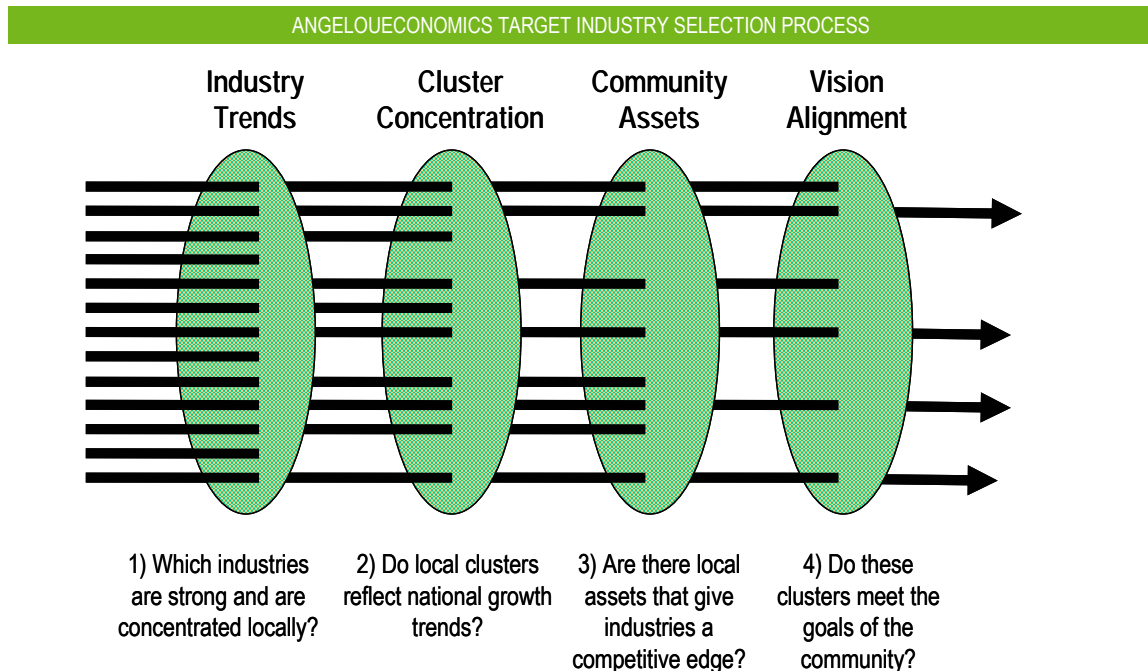 ANGELOUECONOMICS TARGET INDUSTRY SELECTION PROCESS
Industry
Trends
Cluster
Concentration
Community
Assets
Vision
Alignment
1) Which industries
are strong and are
concentrated locally?
2) Do local clusters
reflect national growth
trends?
3) Are there local
assets that give
industries a
competitive edge?
4) Do these
clusters meet the
goals of the
community?